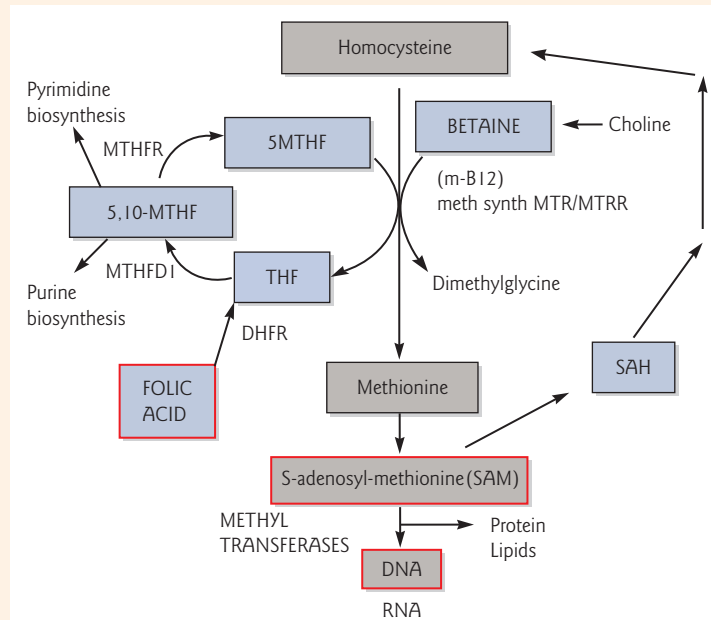 Homocysteine
Pyrimidine
biosynthesis
MTHFR
5MTHF
BETAINE
Choline
(m-B12)
meth synth MTR/MTRR
5,10-MTHF
MTHFD1
THF
Dimethylglycine
Purine
biosynthesis
DHFR
FOLIC
ACID
Methionine
SAH
S-adenosyl-methionine(SAM)
METHYL
TRANSFERASES
Protein
Lipids
DNA
RNA